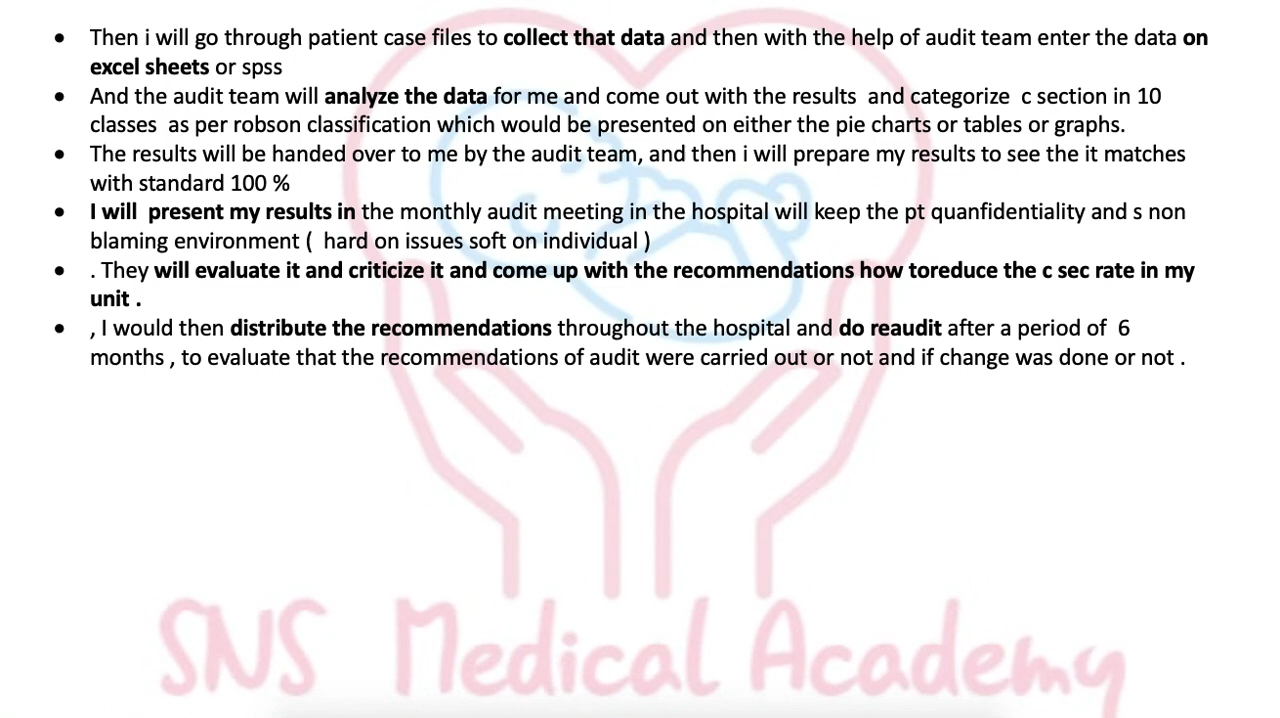 • Then i will go through patient case files to collect that data and then with the help of audit team enter the data on
excel sheets or spss
• And the audit team will analyze the data for me and come out with the results and categorize c section in 10
classes as per robson classification which would be presented on either the pie charts or tables or graphs.
• The results will be handed over to me by the audit team, and then i will prepare my results to see the it matches
with standard 100 %
• I will present my results in the monthly audit meeting in the hospital will keep the pt quanfidentiality and s non
blaming environment ( hard on issues soft on individual )
• . They will evaluate it and criticize it and come up with the recommendations how toreduce the c sec rate in my
unit .
• , I would then distribute the recommendations throughout the hospital and do reaudit after a period of 6
months , to evaluate that the recommendations of audit were carried out or not and if change was done or not .
SNS Medical Academy